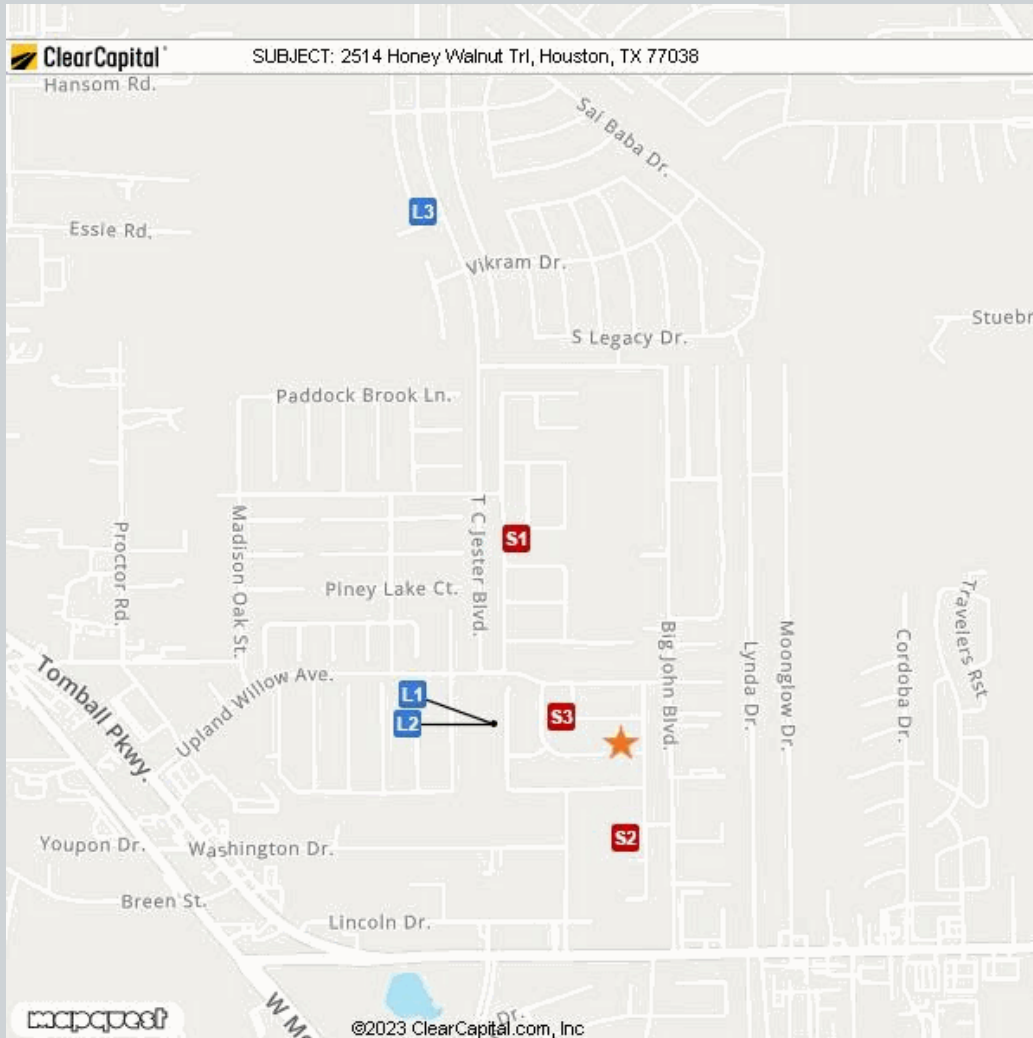 ClearCapital
SUBJECT: 2514 Honey Walnut Trl, Houston, TX 77038
Hansom Rd.
Sai Baba Dr.
L3
Essie Rd.
Vikram Dr.
Stuebr
S Legacy Dr.
Paddock Brook Ln.
T C Jester Blvd.
S1
Madison Oak St.
Proctor Rd.
Piney Lake Ct.
Travelers Rst
Big John Blvd.
Moonglow Dr.
Cordoba Dr.
Lynda Dr.
Tomball Pkwy.
Upland Willow Ave.
L1
L2
S3
S2
Youpon Dr.
Washington Dr.
Breen St.
Lincoln Dr.
W Mo
Dr.
mapquest
©2023 ClearCapital.com, Inc